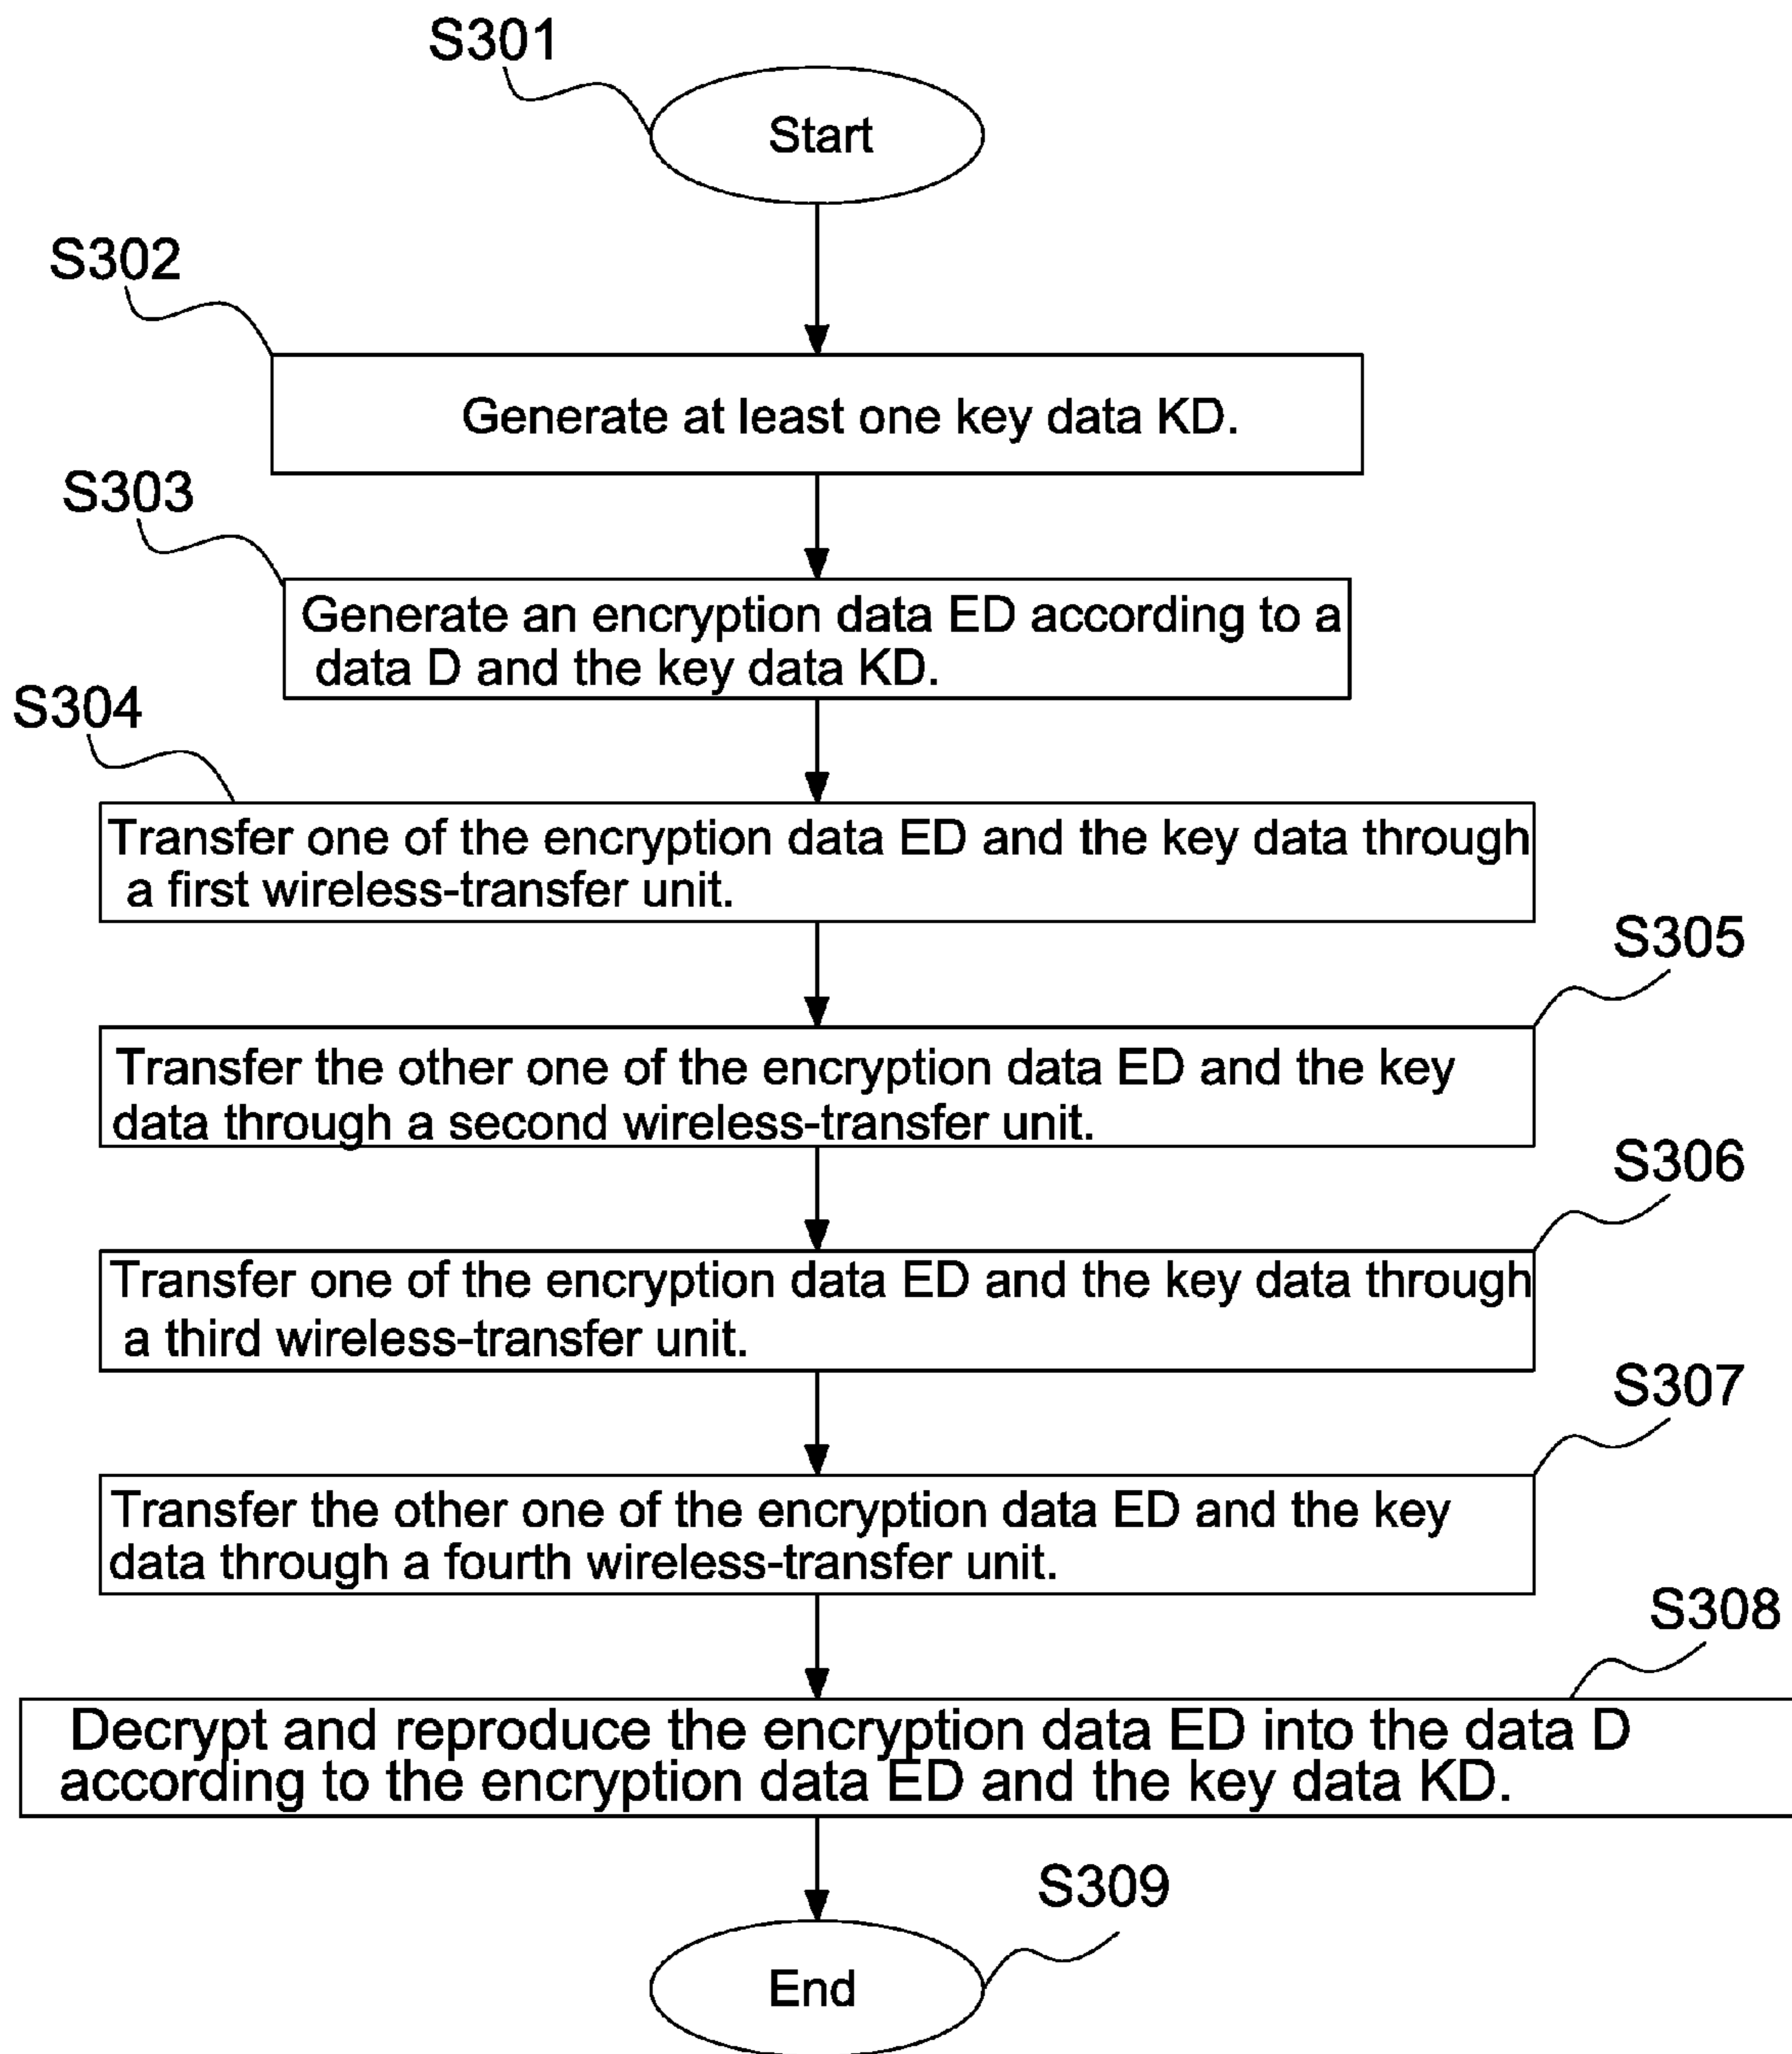 S301
Start
S302
Generate at least one key data KD.
S303
Generate an encryption data ED according to a
data D and the key data KD.
S304
Transfer one of the encryption data ED and the key data through
a first wireless-transfer unit.
S305
Transfer the other one of the encryption data ED and the key
data through a second wireless-transfer unit.
S306
Transfer one of the encryption data ED and the key data through
a third wireless-transfer unit.
S307
Transfer the other one of the encryption data ED and the key
data through a fourth wireless-transfer unit.
S308
Decrypt and reproduce the encryption data ED into the data D
according to the encryption data ED and the key data KD.
S309
End